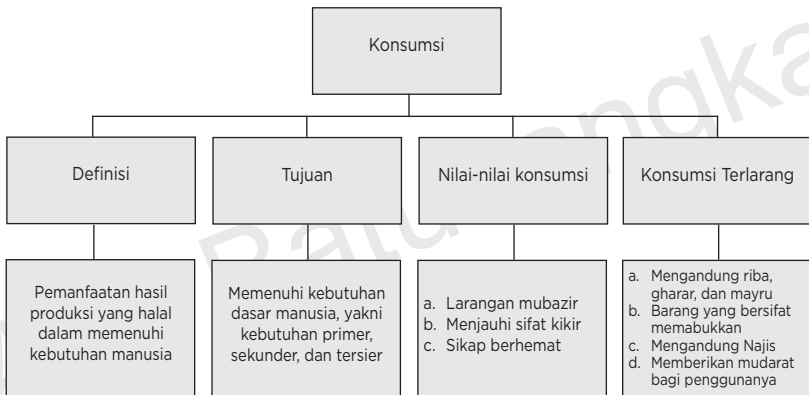 Konsumsi
Definisi
Tujuan
Nilai-nilai konsumsi
Konsumsi Terlarang
Pemanfaatan hasil
produksi yang halal
dalam memenuhi
kebutuhan manusia
Memenuhi kebutuhan
dasar manusia, yakni
kebutuhan primer,
sekunder, dan tersier
a. Larangan mubazir
b. Menjauhi sifat kikir
c. Sikap berhemat
a. Mengandung riba,
gharar, dan mayru
b. Barang yang bersifat
memabukkan
c. Mengandung Najis
d. Memberikan mudarat
bagi penggunanya